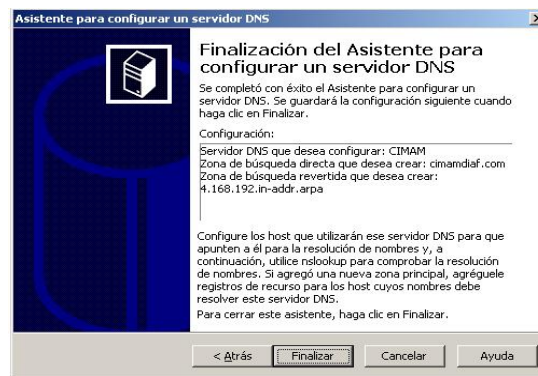 Asistente para configurar un servidor DNS
Finalización del Asistente para
configurar un servidor DNS
Se completó con éxito el Asistente para configurar un
servidor DNS. Se guardará la configuración siguiente cuando
haga clic en Finalizar.
Configuración:
Servidor DNS que desea configurar: CIMAM
Zona de búsqueda directa que desea crear: cimamdiaf.com
Zona de búsqueda revertida que desea crear:
4.168.192.in-addr.arpa
Configure los host que utilizarán ese servidor DNS para que
apunten a él para la resolución de nombres y, a
continuación, utilice nslookup para comprobar la resolución
de nombres. Si agregó una nueva zona principal, agréguele
registros de recurso para los host cuyos nombres debe
resolver este servidor DNS.
Para cerrar este asistente, haga clic en Finalizar.
< Atrás Finalizar Cancelar Ayuda